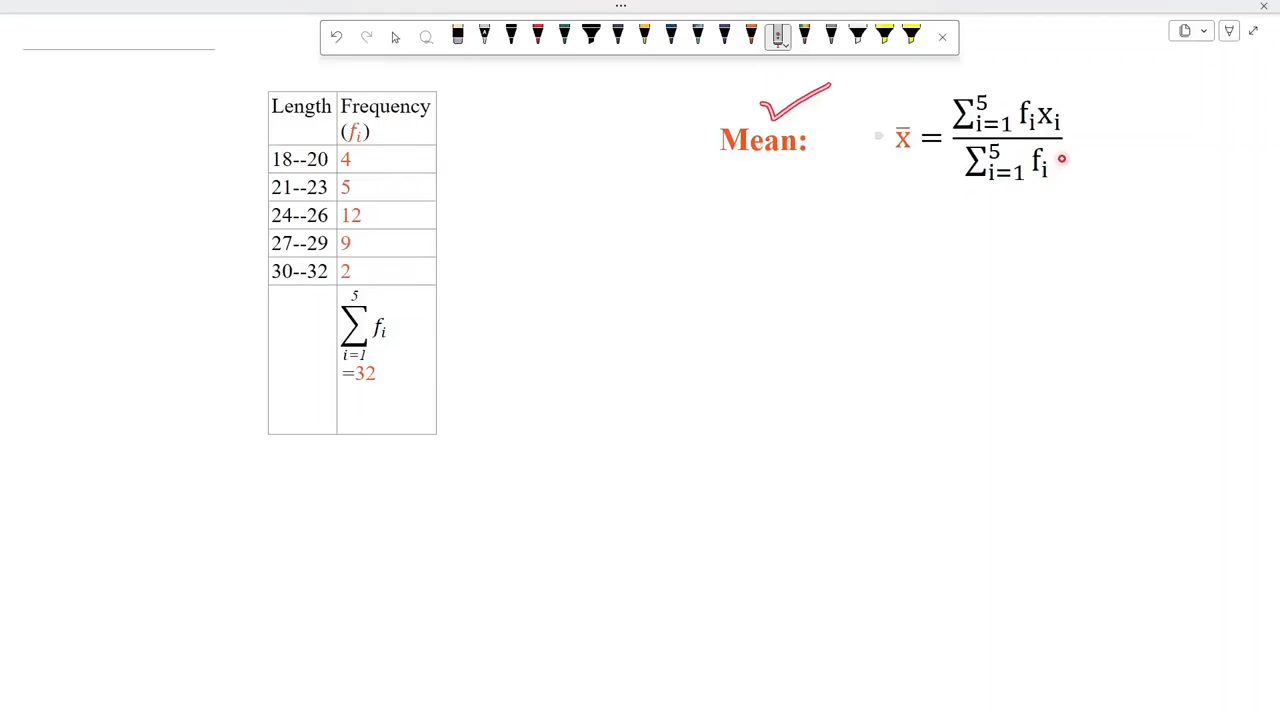 Length Frequency
(fᵢ)
18--20 4
21--23 5
24--26 12
27--29 9
30--32 2
5
∑ fᵢ
i=1
=32
Mean: x̄ = ∑⁵ᵢ₌₁ fᵢxᵢ / ∑⁵ᵢ₌₁ fᵢ